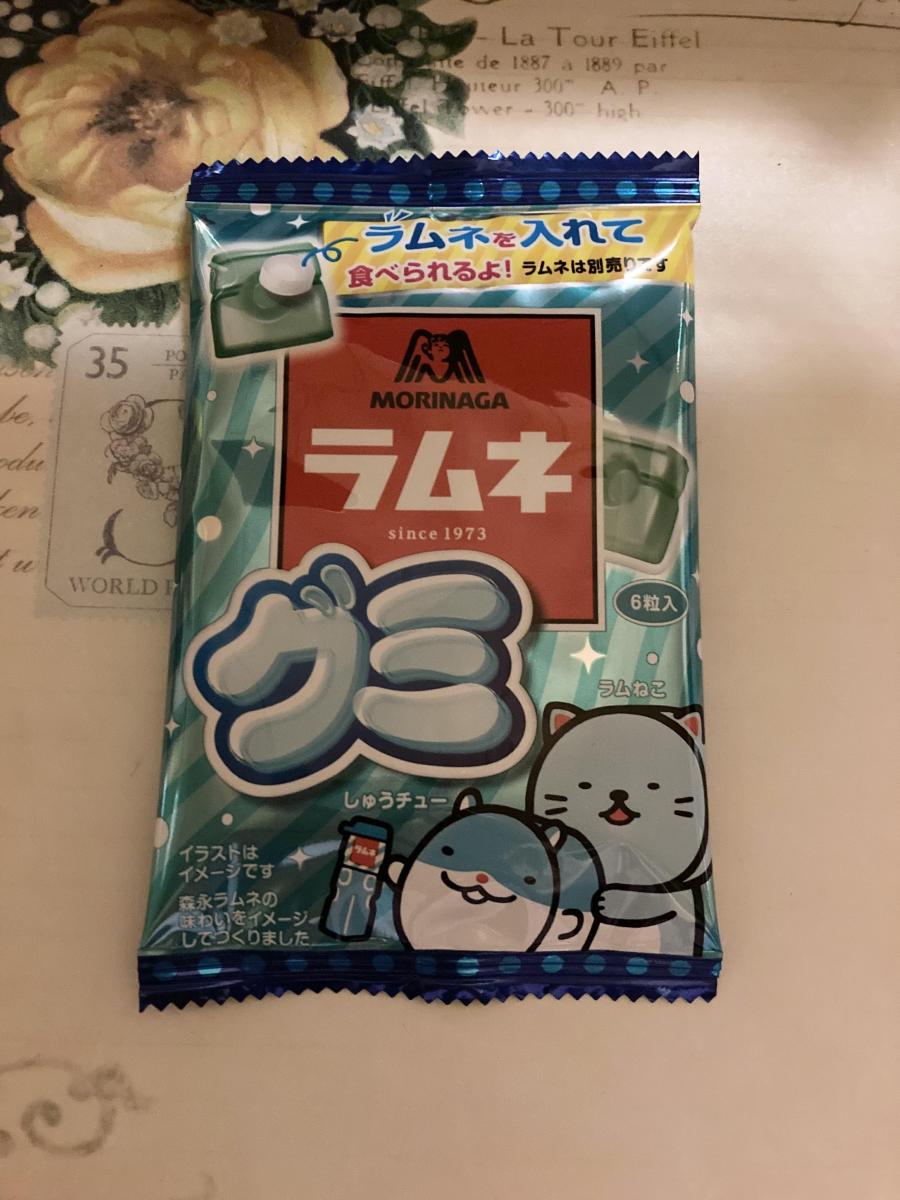 La Tour Eiffel
de 1887 à 1889 par
300ᵐ A. P.
300ᵐ high
ラムネを入れて
食べられるよ! ラムネは別売りです
MORINAGA
ラムネ
since 1973
グミ
6粒入
ラムねこ
しゅうチュー
ラムネ
イラストは
イメージです
森永ラムネの
味わいをイメージ
してつくりました
35
WORLD